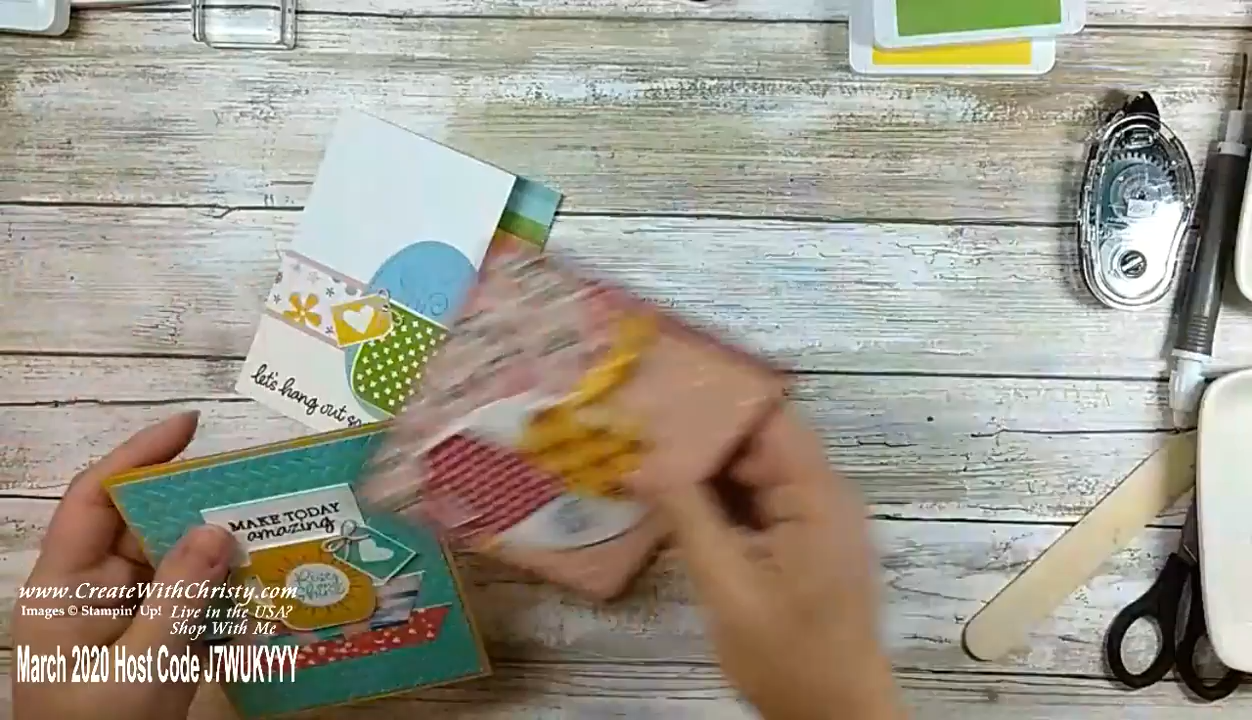 let's hang out
MAKE TODAY
amazing
www.CreateWithChristy.com
Images © Stampin' Up! Live in the USA?
Shop With Me
March 2020 Host Code J7WUKYYY